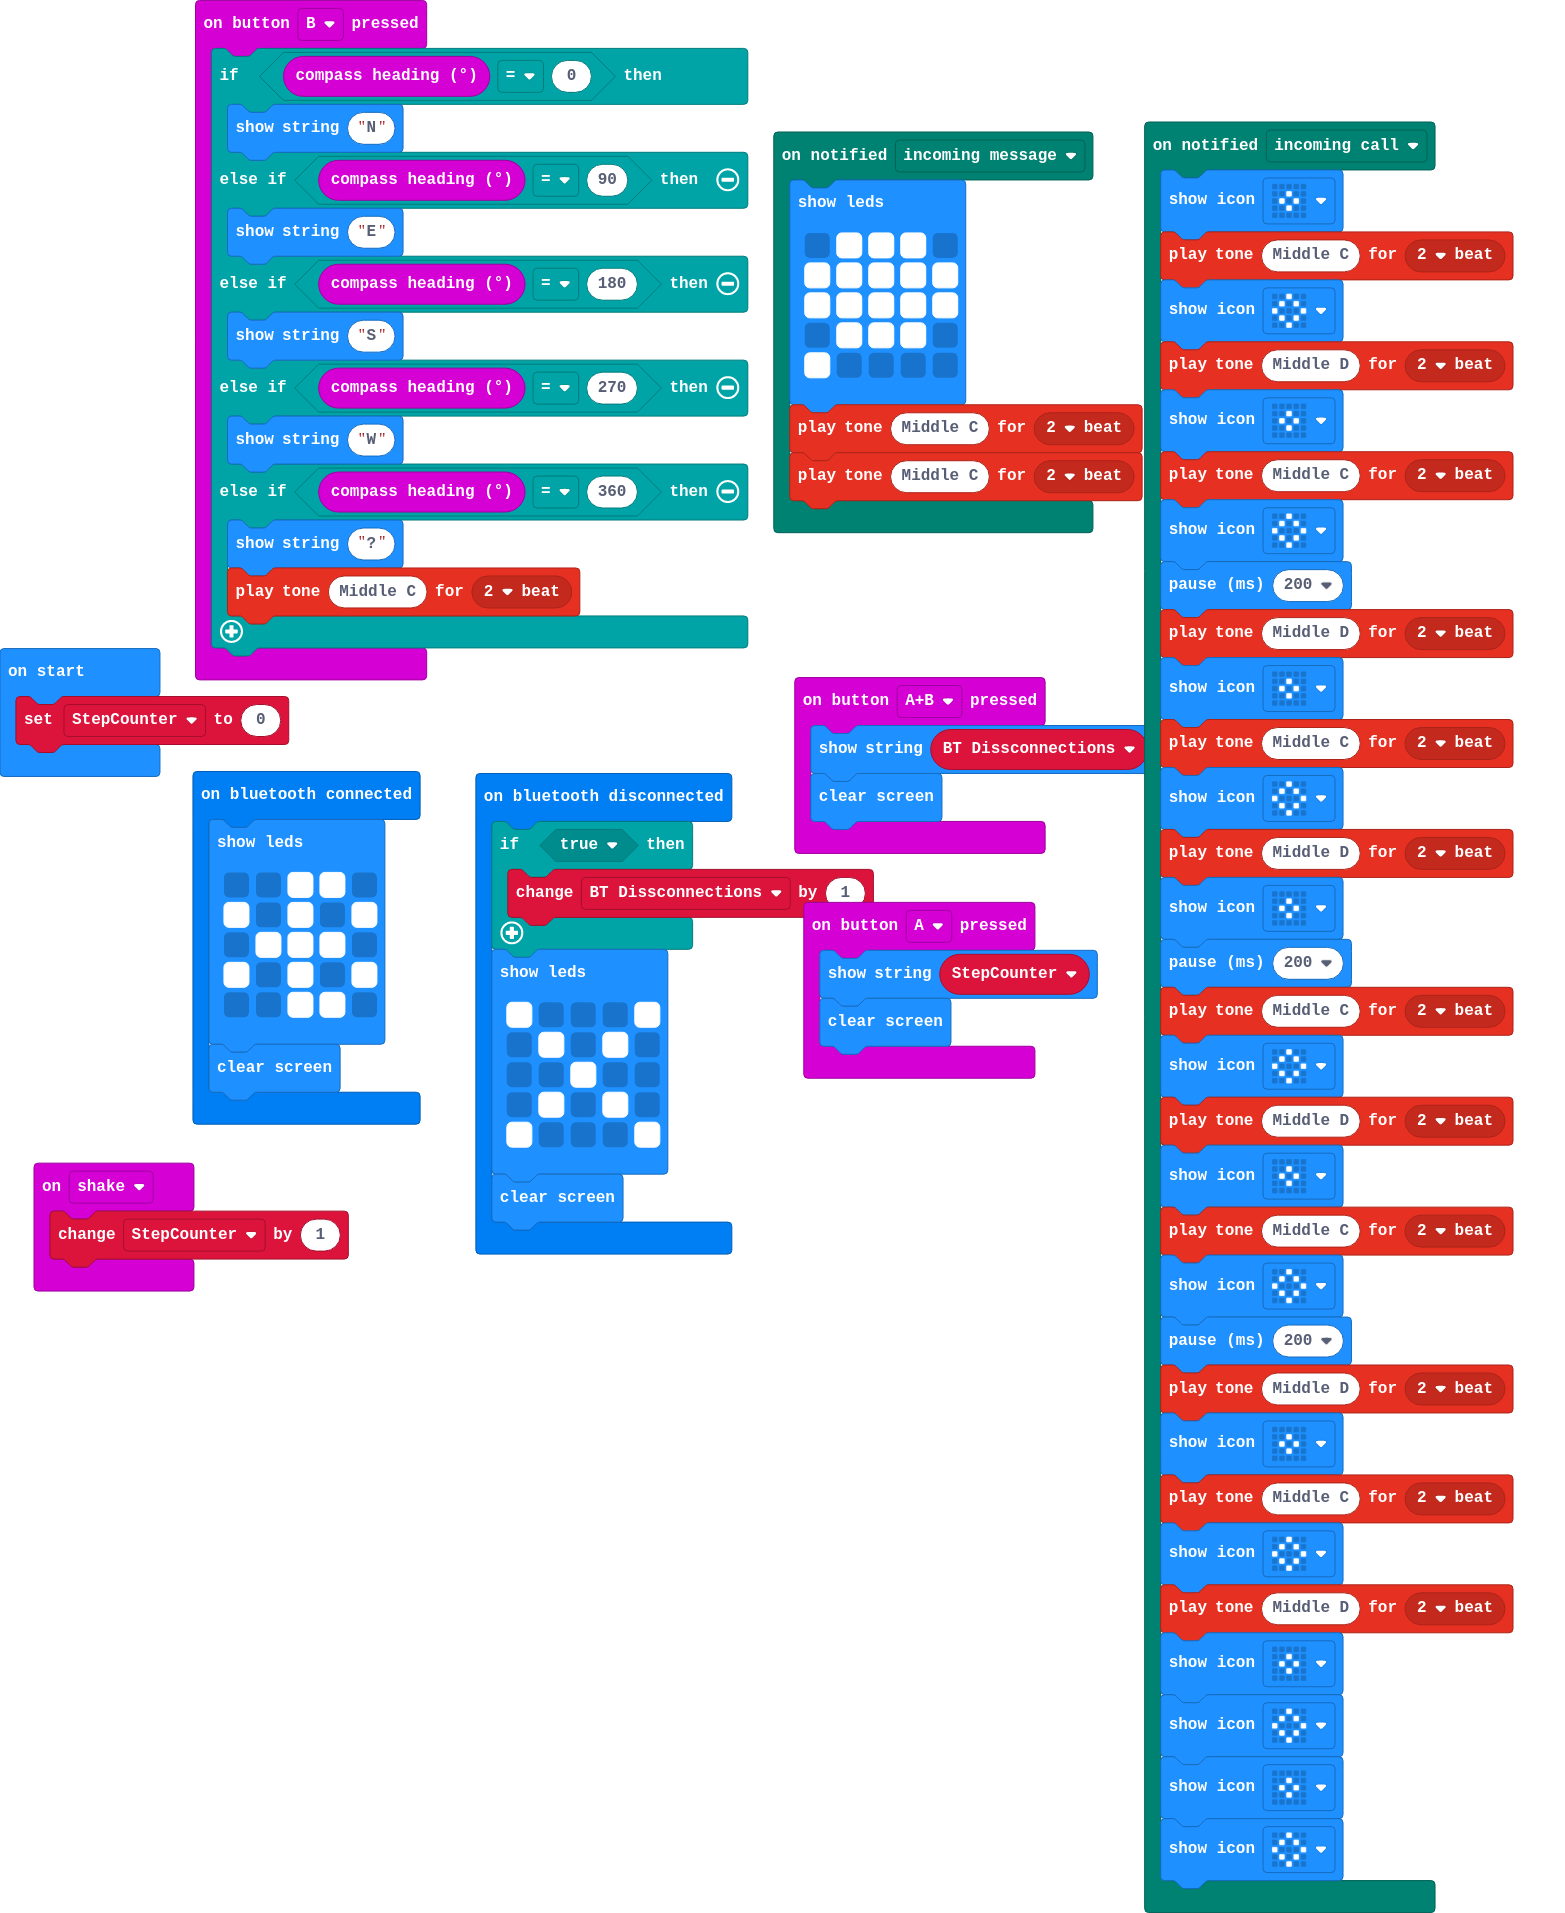 on button B pressed
if compass heading (°) = 0 then
show string "N"
else if compass heading (°) = 90 then
show string "E"
else if compass heading (°) = 180 then
show string "S"
else if compass heading (°) = 270 then
show string "W"
else if compass heading (°) = 360 then
show string "?"
play tone Middle C for 2 beat
on start
set StepCounter to 0
on bluetooth connected
show leds
clear screen
on shake
change StepCounter by 1
on bluetooth disconnected
if true then
change BT Dissconnections by 1
show leds
clear screen
on notified incoming message
show leds
play tone Middle C for 2 beat
play tone Middle C for 2 beat
on button A+B pressed
show string BT Dissconnections
clear screen
on button A pressed
show string StepCounter
clear screen
on notified incoming call
show icon
play tone Middle C for 2 beat
show icon
play tone Middle D for 2 beat
show icon
play tone Middle C for 2 beat
show icon
pause (ms) 200
play tone Middle D for 2 beat
show icon
play tone Middle C for 2 beat
show icon
play tone Middle D for 2 beat
show icon
pause (ms) 200
play tone Middle C for 2 beat
show icon
play tone Middle D for 2 beat
show icon
play tone Middle C for 2 beat
show icon
pause (ms) 200
play tone Middle D for 2 beat
show icon
play tone Middle C for 2 beat
show icon
play tone Middle D for 2 beat
show icon
show icon
show icon
show icon